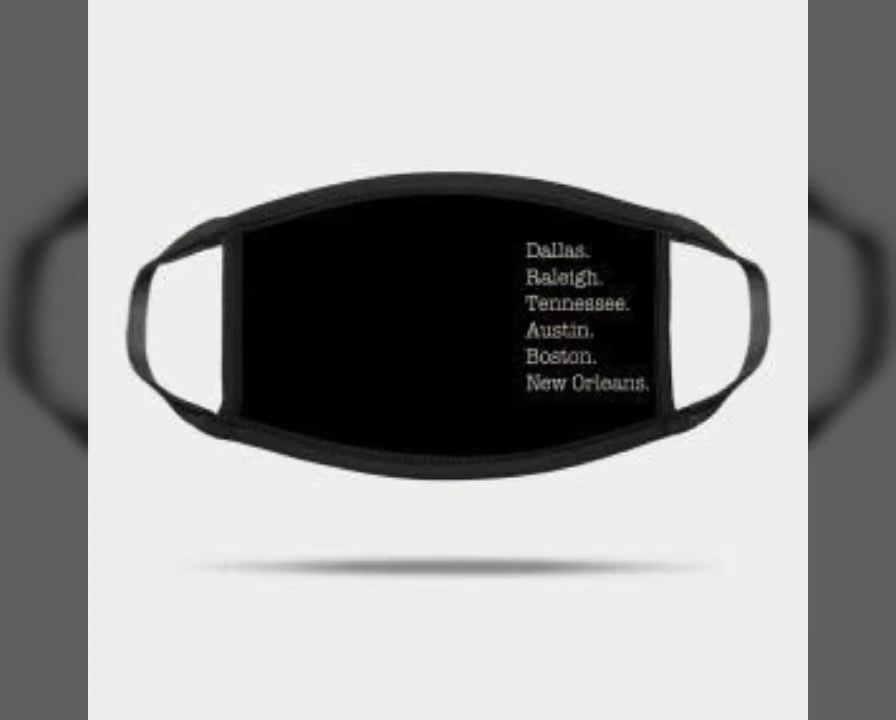 Dallas.
Raleigh.
Tennessee.
Austin.
Boston.
New Orleans.